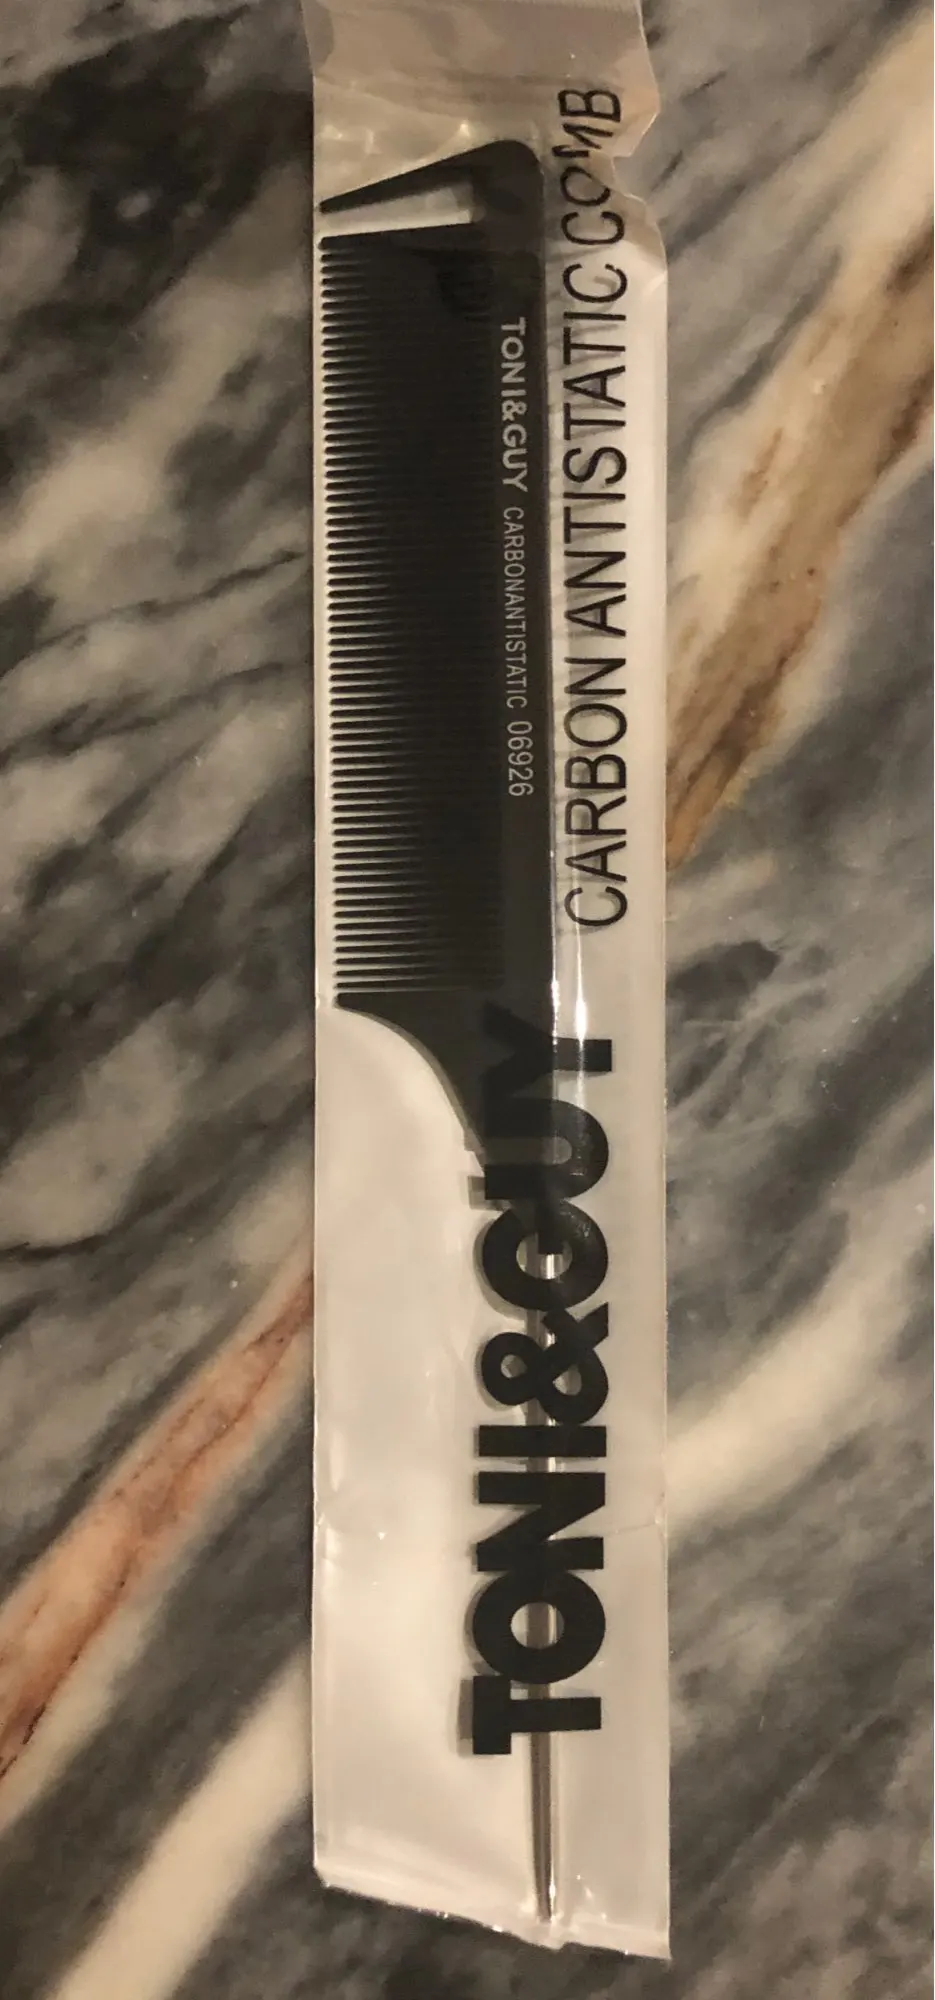 TONI&GUY CARBONANTISTATIC 06926
TONI&GUY CARBON ANTISTATIC COMB